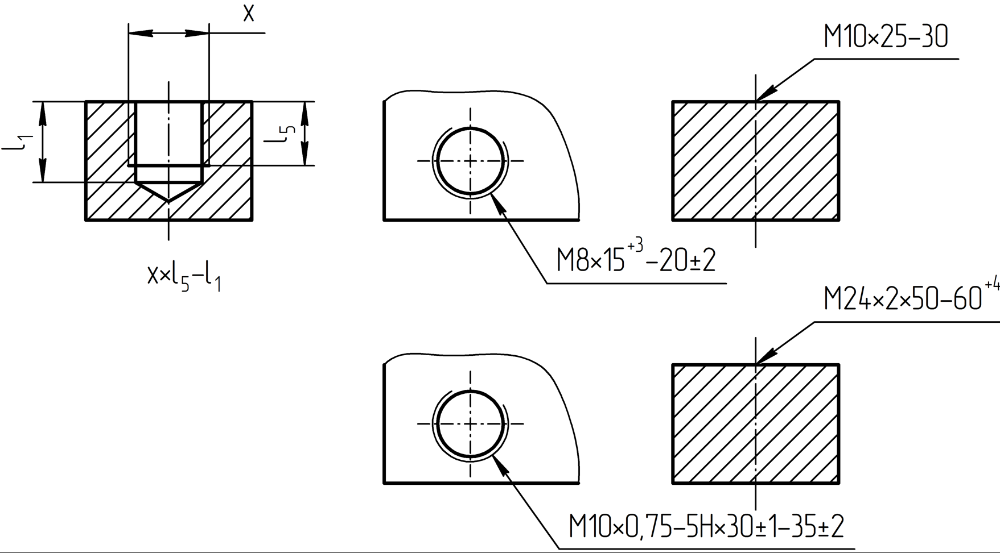 x
l₁
l₅
x×l₅–l₁
M8×15⁺³–20±2
M10×25–30
M10×0,75–5H×30±1–35±2
M24×2×50–60⁺⁴